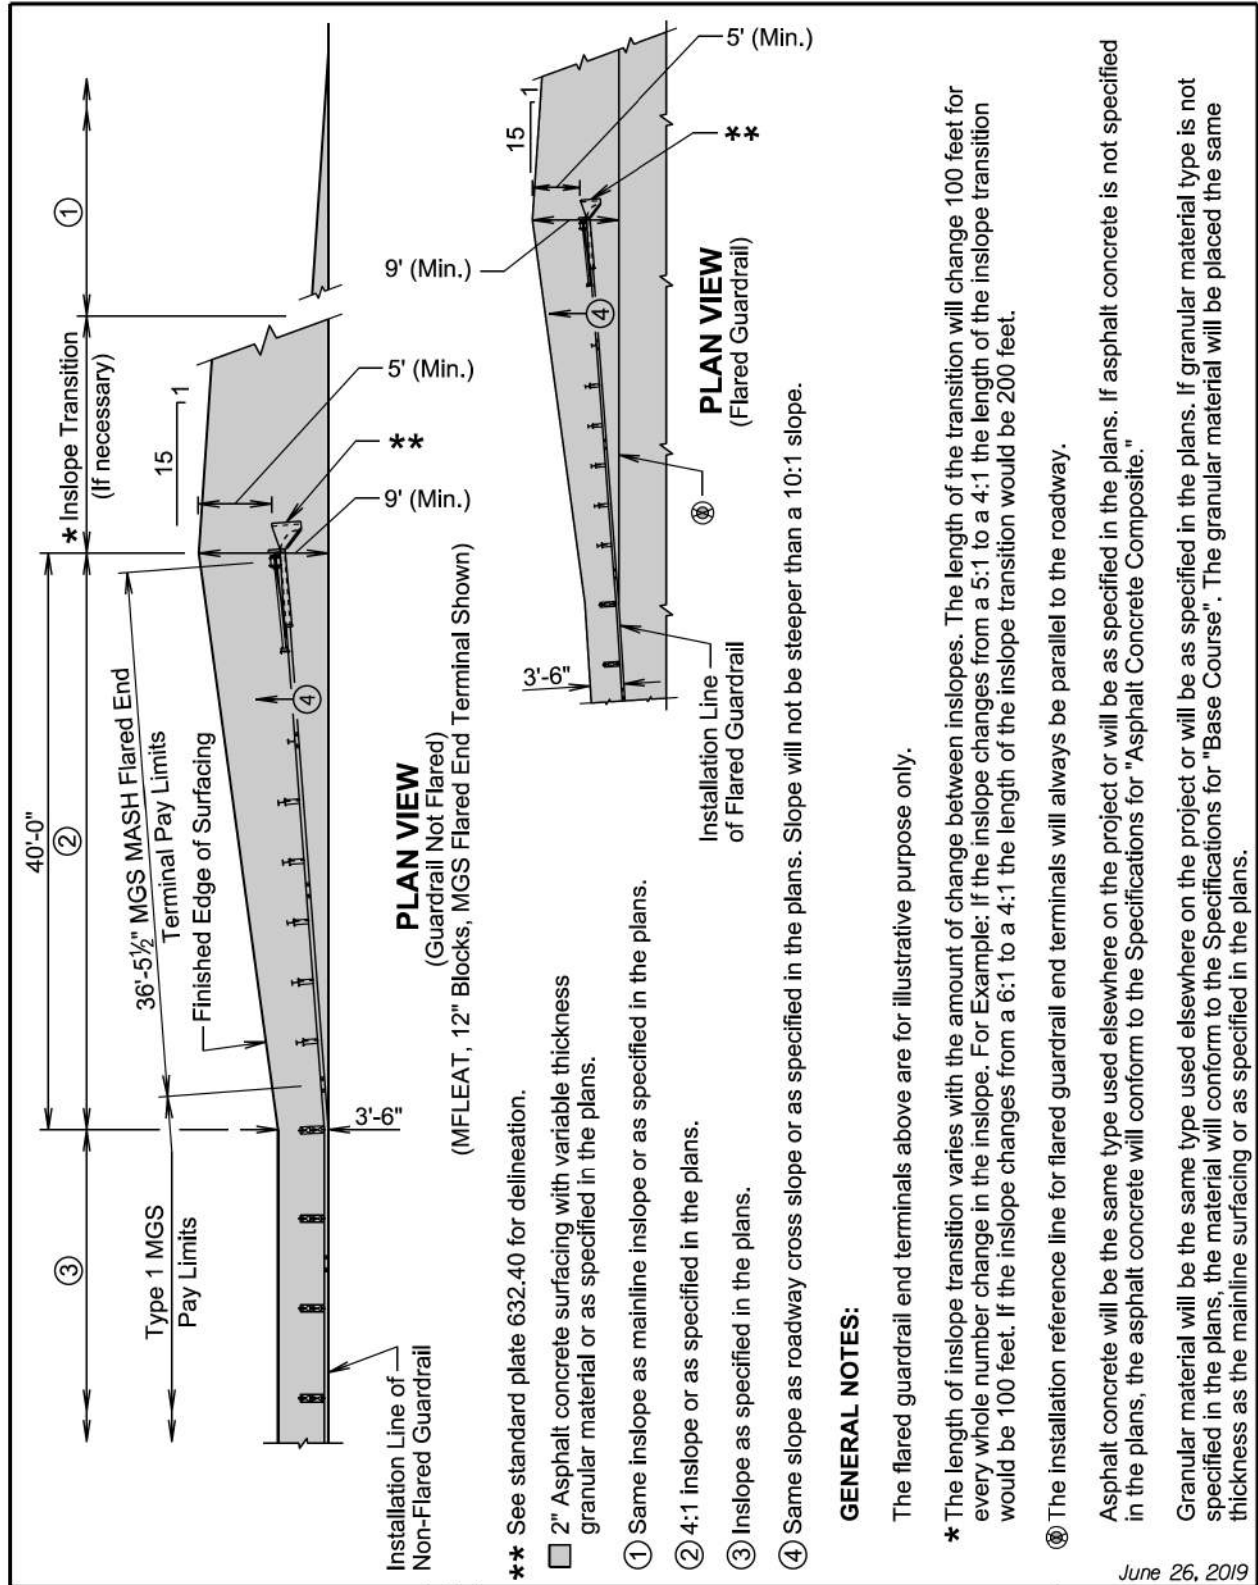 ①
* Inslope Transition
(If necessary)
40'-0"
②
③
36'-5½" MGS MASH Flared End
Terminal Pay Limits
Type 1 MGS
Pay Limits
Finished Edge of Surfacing
15
1
5' (Min.)
**
9' (Min.)
④
3'-6"
Installation Line of
Non-Flared Guardrail
PLAN VIEW
(Guardrail Not Flared)
(MFLEAT, 12" Blocks, MGS Flared End Terminal Shown)
5' (Min.)
15
1
**
9' (Min.)
④
3'-6"
Installation Line
of Flared Guardrail
PLAN VIEW
(Flared Guardrail)
** See standard plate 632.40 for delineation.
2" Asphalt concrete surfacing with variable thickness
granular material or as specified in the plans.
① Same inslope as mainline inslope or as specified in the plans.
② 4:1 inslope or as specified in the plans.
③ Inslope as specified in the plans.
④ Same slope as roadway cross slope or as specified in the plans. Slope will not be steeper than a 10:1 slope.
GENERAL NOTES:
The flared guardrail end terminals above are for illustrative purpose only.
* The length of inslope transition varies with the amount of change between inslopes. The length of the transition will change 100 feet for
every whole number change in the inslope. For Example: If the inslope changes from a 5:1 to a 4:1 the length of the inslope transition
would be 100 feet. If the inslope changes from a 6:1 to a 4:1 the length of the inslope transition would be 200 feet.
The installation reference line for flared guardrail end terminals will always be parallel to the roadway.
Asphalt concrete will be the same type used elsewhere on the project or will be as specified in the plans. If asphalt concrete is not specified
in the plans, the asphalt concrete will conform to the Specifications for "Asphalt Concrete Composite."
Granular material will be the same type used elsewhere on the project or will be as specified in the plans. If granular material type is not
specified in the plans, the material will conform to the Specifications for "Base Course". The granular material will be placed the same
thickness as the mainline surfacing or as specified in the plans.
June 26, 2019